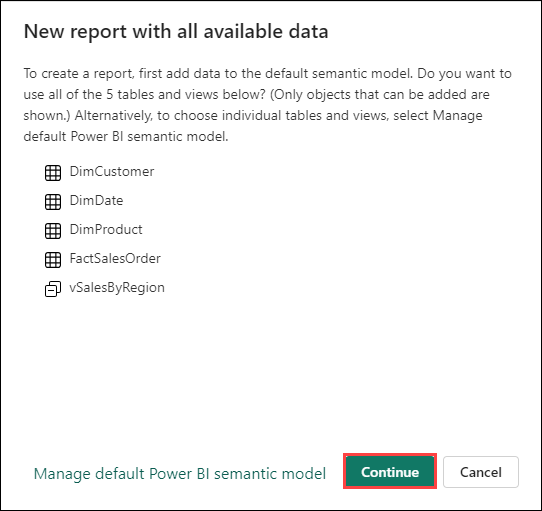 New report with all available data
To create a report, first add data to the default semantic model. Do you want to
use all of the 5 tables and views below? (Only objects that can be added are
shown.) Alternatively, to choose individual tables and views, select Manage
default Power BI semantic model.
DimCustomer
DimDate
DimProduct
FactSalesOrder
vSalesByRegion
Manage default Power BI semantic model Continue Cancel